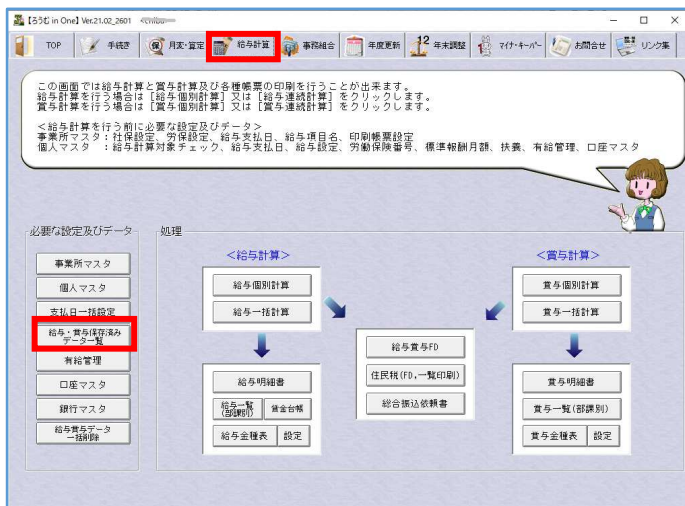 【ろうむ in One】 Ver.21.02_2601
TOP
手続き
月変・算定
給与計算
事務組合
年度更新
12
年末調整
マイナ・キーパー
お問合せ
リンク集
この画面では給与計算と賞与計算及び各種帳票の印刷を行うことが出来ます。
給与計算を行う場合は［給与個別計算］又は［給与連続計算］をクリックします。
賞与計算を行う場合は［賞与個別計算］又は［賞与連続計算］をクリックします。
＜給与計算を行う前に必要な設定及びデータ＞
事業所マスタ：社保設定、労保設定、給与支払日、給与項目名、印刷帳票設定
個人マスタ　：給与計算対象チェック、給与支払日、給与設定、労働保険番号、標準報酬月額、扶養、有給管理、口座マスタ
必要な設定及びデータ
事業所マスタ
個人マスタ
支払日一括設定
給与・賞与保存済み
データ一覧
有給管理
口座マスタ
銀行マスタ
給与賞与データ
一括削除
処理
＜給与計算＞
給与個別計算
給与一括計算
給与明細書
給与一覧
(部課別)
賃金台帳
給与金種表
設定
給与賞与FD
住民税(FD,一覧印刷)
総合振込依頼書
＜賞与計算＞
賞与個別計算
賞与一括計算
賞与明細書
賞与一覧(部課別)
賞与金種表
設定